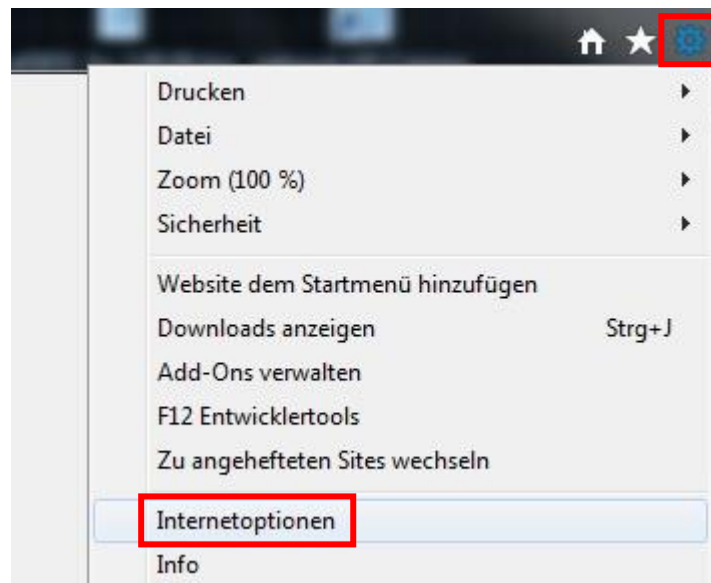 Drucken
Datei
Zoom (100 %)
Sicherheit
Website dem Startmenü hinzufügen
Downloads anzeigen Strg+J
Add-Ons verwalten
F12 Entwicklertools
Zu angehefteten Sites wechseln
Internetoptionen
Info